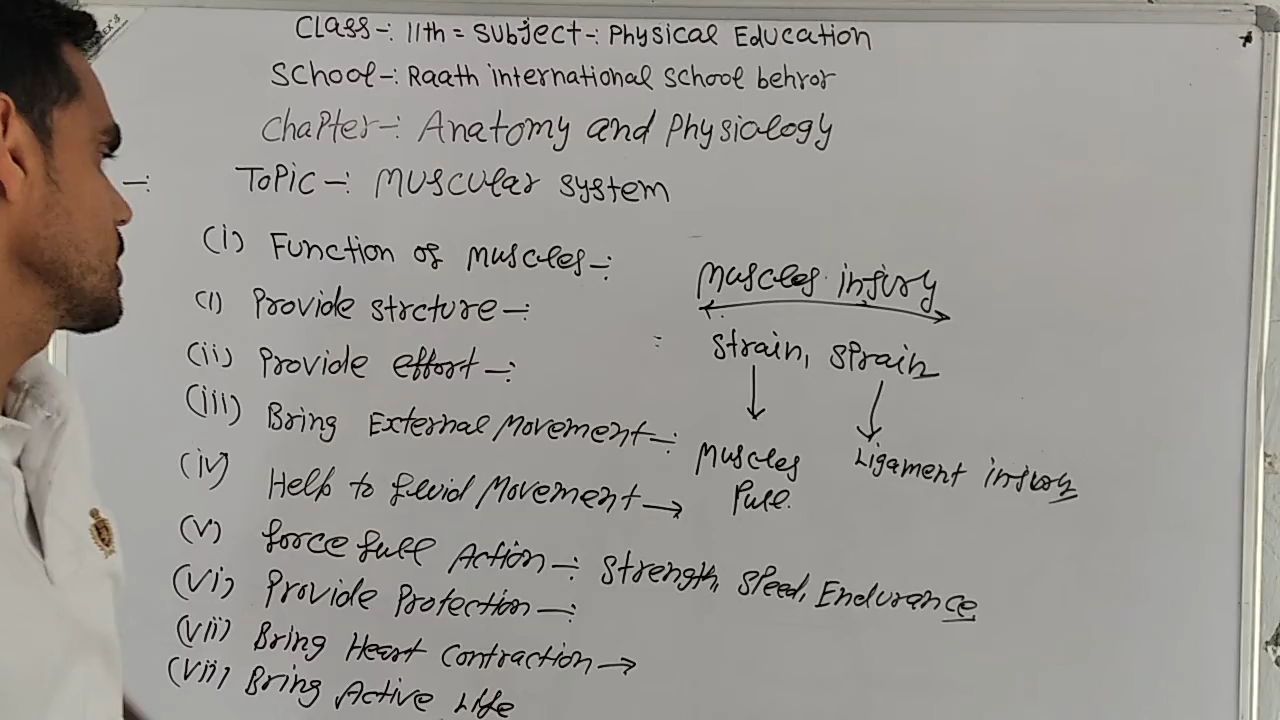 Class-: 11th = Subject-: Physical Education
School-: Raath international school behror
Chapter-: Anatomy and Physiology
-: Topic-: Muscular system
(i) Function of muscles-:
(i) Provide strcture-:
(ii) Provide effort-:
(iii) Bring External Movement-:
(iv) Help to fluid Movement→
(v) force full Action-: Strength, Speed, Endurance
(vi) Provide Protection-:
(vii) Bring Heart Contraction→
(vii) Bring Active Life
Muscles injury
= Strain, Sprain
Muscles Pull.
Ligament injury